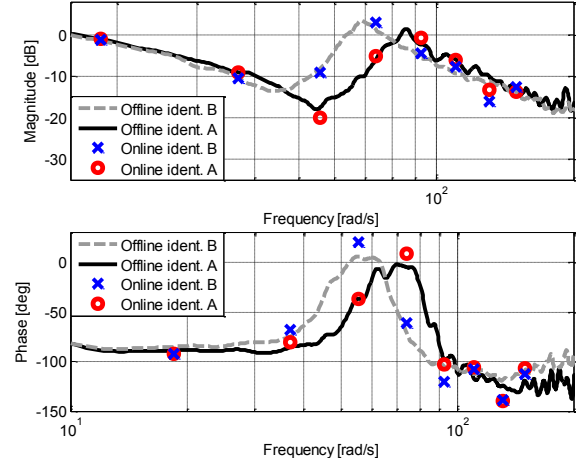 0
-10
-20
-30
Magnitude [dB]
Offline ident. B
Offline ident. A
Online ident. B
Online ident. A
10²
Frequency [rad/s]
0
-50
-100
-150
Phase [deg]
Offline ident. B
Offline ident. A
Online ident. B
Online ident. A
10¹
10²
Frequency [rad/s]